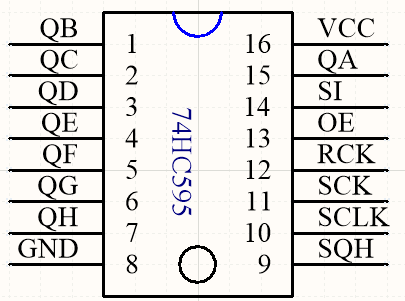 QB 1 16 VCC
QC 2 15 QA
QD 3 14 SI
QE 4 13 OE
QF 5 12 RCK
QG 6 11 SCK
QH 7 10 SCLK
GND 8 9 SQH
74HC595